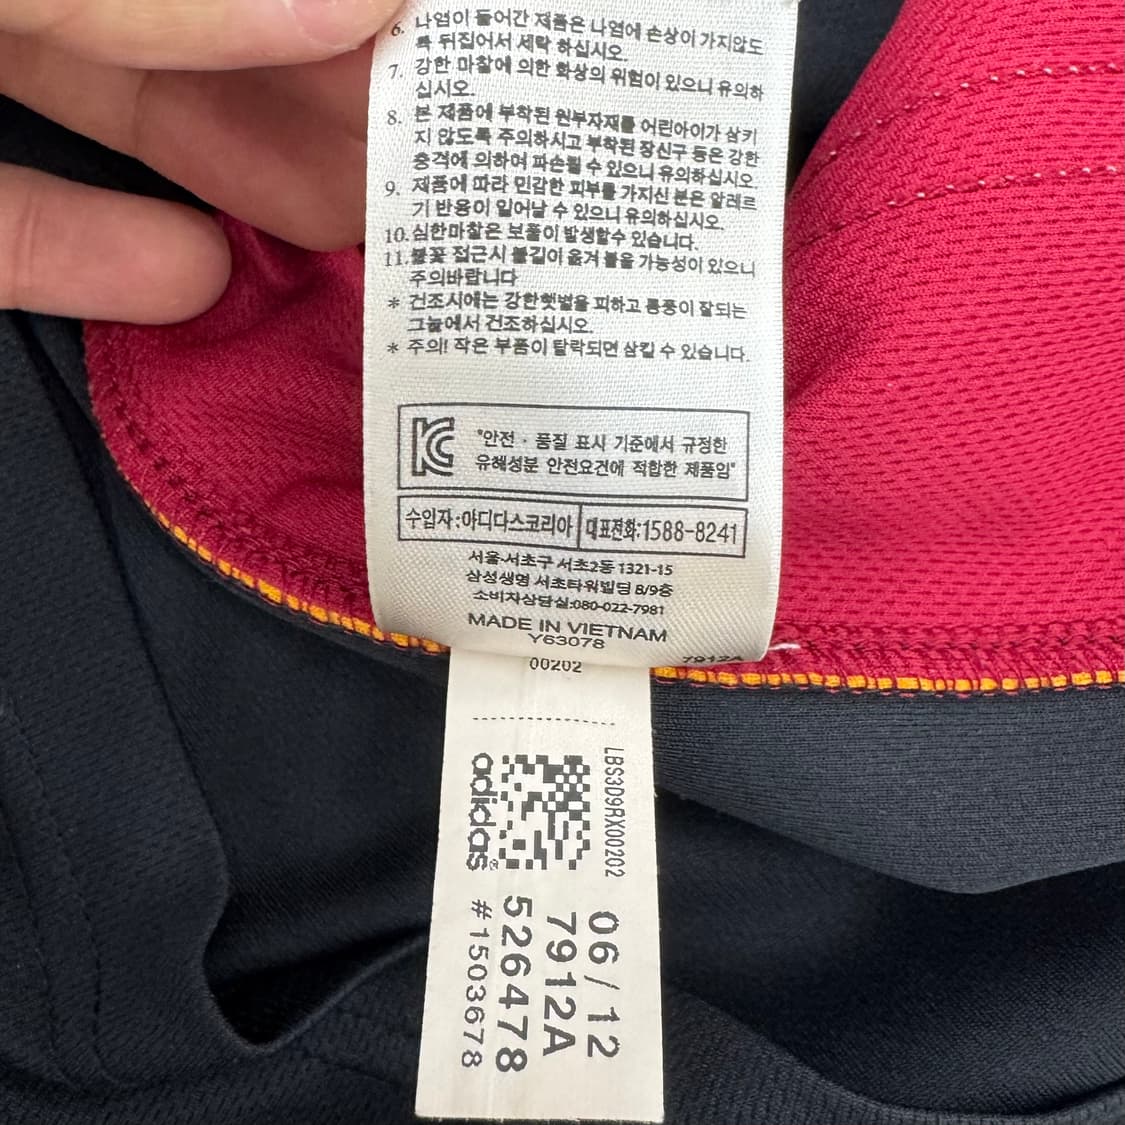 6. 나염이 들어간 제품은 나염에 손상이 가지않도
록 뒤집어서 세탁 하십시오.
7. 강한 마찰에 의한 화상의 위험이 있으니 유의하
십시오.
8. 본 제품에 부착된 원부자재를 어린아이가 삼키
지 않도록 주의하시고 부착된 장신구 등은 강한
충격에 의하여 파손될 수 있으니 유의하십시오.
9. 제품에 따라 민감한 피부를 가지신 분은 알레르
기 반응이 일어날 수 있으니 유의하십시오.
10. 심한마찰은 보풀이 발생할수 있습니다.
11. 불꽃 접근시 불길이 옮겨 붙을 가능성이 있으니
주의바랍니다
* 건조시에는 강한햇볕을 피하고 통풍이 잘되는
그늘에서 건조하십시오.
* 주의! 작은 부품이 탈락되면 삼킬 수 있습니다.
"안전 · 품질 표시 기준에서 규정한
유해성분 안전요건에 적합한 제품임"
수입자:아디다스코리아 대표전화:1588-8241
서울 서초구 서초2동 1321-15
삼성생명 서초타워빌딩 8/9층
소비자상담실:080-022-7981
MADE IN VIETNAM
Y63078
7912A
00202
LBS3D9RX00202
adidas®
06/12
7912A
526478
#1503678